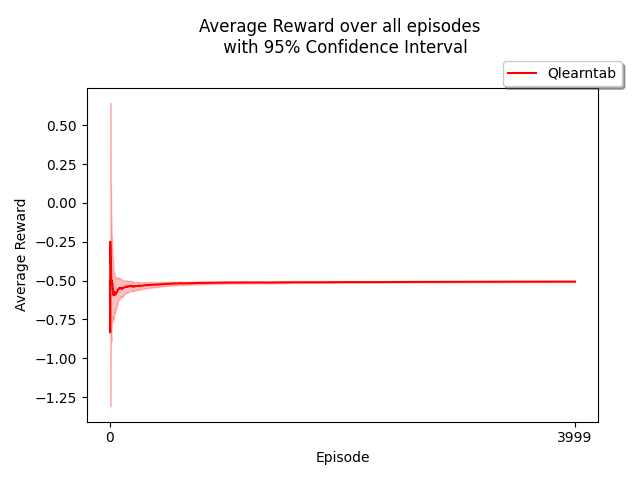 Average Reward over all episodes
with 95% Confidence Interval
Qlearntab
0.50
0.25
0.00
−0.25
−0.50
−0.75
−1.00
−1.25
Average Reward
0 3999
Episode